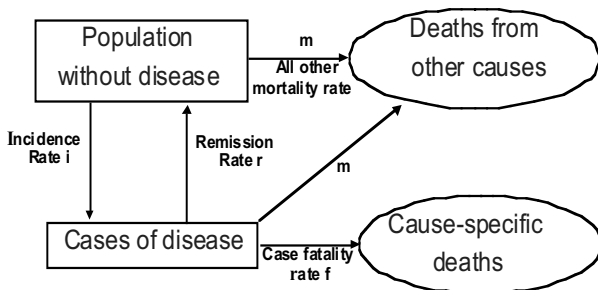 Population
without disease
m
All other
mortality rate
Deaths from
other causes
Incidence
Rate i
Remission
Rate r
m
Cases of disease
Case fatality
rate f
Cause-specific
deaths